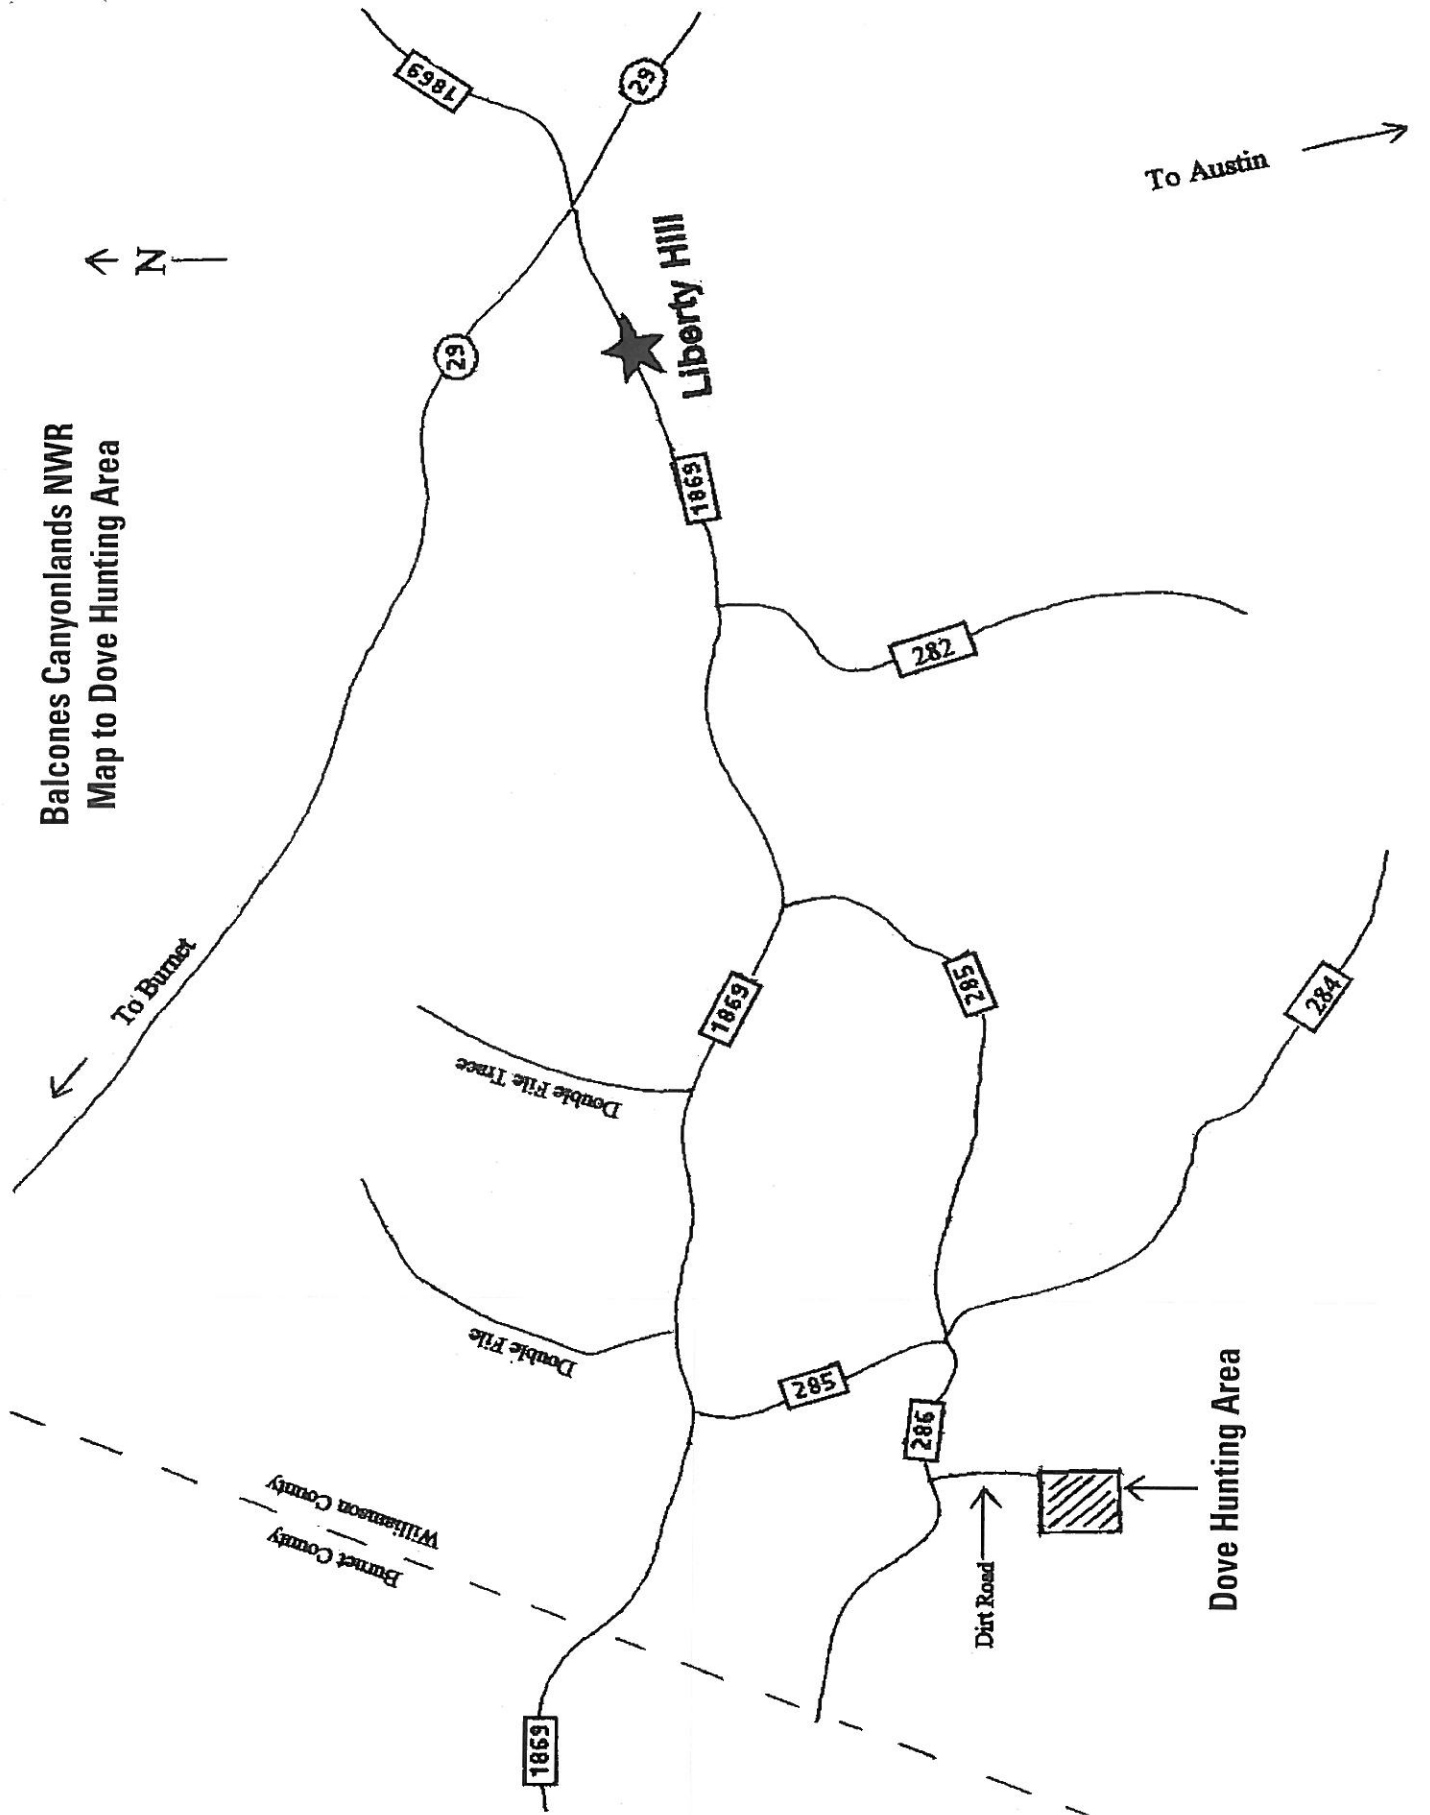 Balcones Canyonlands NWR
Map to Dove Hunting Area
N
To Burnet
29
29
1869
Liberty Hill
1869
To Austin
282
1869
Double File Trace
285
284
Double File
285
286
Williamson County
Burnet County
1869
Dirt Road
Dove Hunting Area